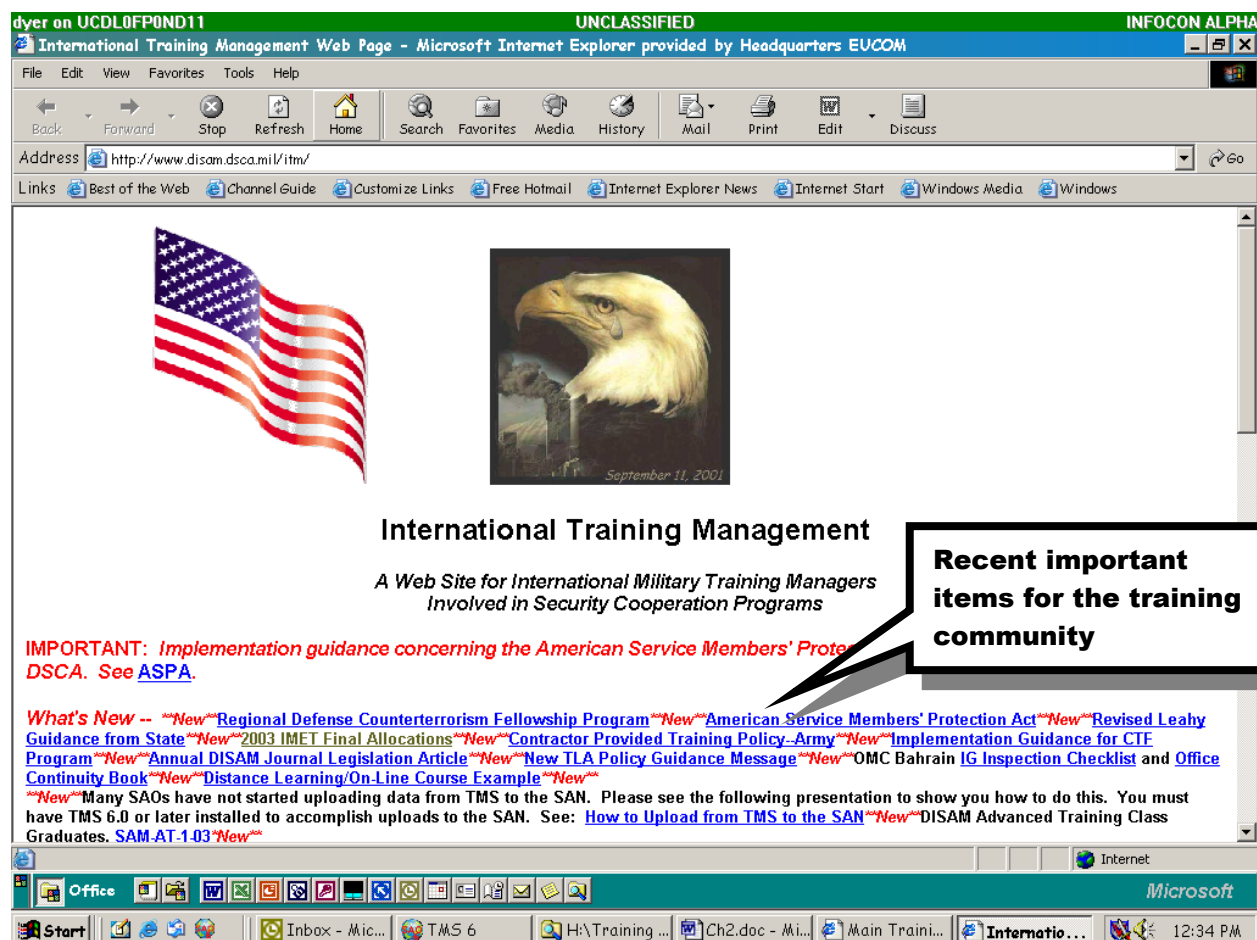 dyer on UCDL0FP0ND11 UNCLASSIFIED INFOCON ALPHA
International Training Management Web Page - Microsoft Internet Explorer provided by Headquarters EUCOM
File Edit View Favorites Tools Help
Back Forward Stop Refresh Home Search Favorites Media History Mail Print Edit Discuss
Address http://www.disam.dsca.mil/itm/ Go
Links Best of the Web Channel Guide Customize Links Free Hotmail Internet Explorer News Internet Start Windows Media Windows
September 11, 2001
International Training Management
A Web Site for International Military Training Managers
Involved in Security Cooperation Programs
Recent important
items for the training
community
IMPORTANT: Implementation guidance concerning the American Service Members'
DSCA. See ASPA.
What's New -- **New**Regional Defense Counterterrorism Fellowship Program**New**American Service Members' Protection Act**New**Revised Leahy
Guidance from State**New**2003 IMET Final Allocations**New**Contractor Provided Training Policy--Army**New**Implementation Guidance for CTF
Program**New**Annual DISAM Journal Legislation Article**New**New TLA Policy Guidance Message**New**OMC Bahrain IG Inspection Checklist and Office
Continuity Book**New**Distance Learning/On-Line Course Example**New**
**New**Many SAOs have not started uploading data from TMS to the SAN. Please see the following presentation to show you how to do this. You must
have TMS 6.0 or later installed to accomplish uploads to the SAN. See: How to Upload from TMS to the SAN**New**DISAM Advanced Training Class
Graduates. SAM-AT-1-03*New**
Internet
Office Microsoft
Start Inbox - Mic... TMS 6 H:\Training ... Ch2.doc - Mi... Main Traini... Internatio... 12:34 PM